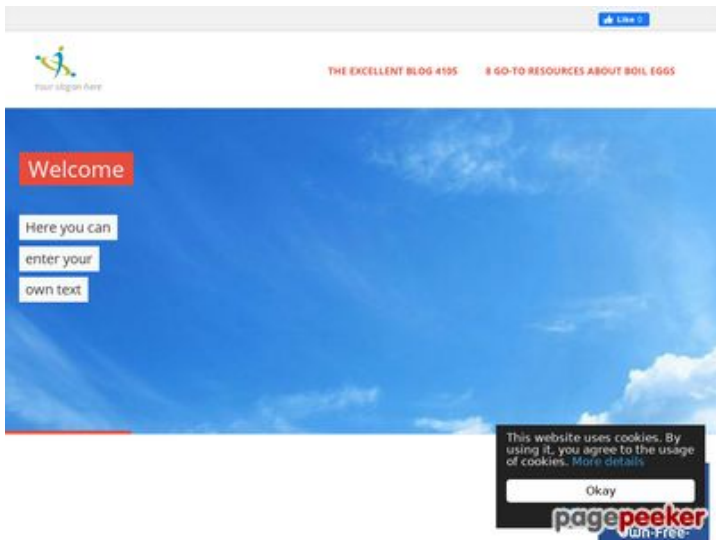 Like 0
Your slogan here
THE EXCELLENT BLOG 4105
8 GO-TO RESOURCES ABOUT BOIL EGGS
Welcome
Here you can
enter your
own text
This website uses cookies. By
using it, you agree to the usage
of cookies. More details
Okay
pagepeeker
Own-Free-